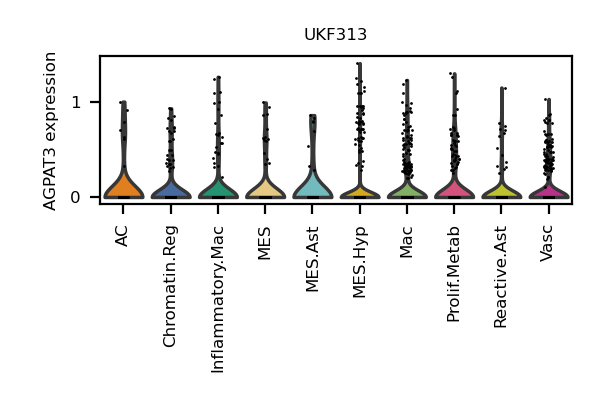 UKF313
AGPAT3 expression
1
0
AC
Chromatin.Reg
Inflammatory.Mac
MES
MES.Ast
MES.Hyp
Mac
Prolif.Metab
Reactive.Ast
Vasc